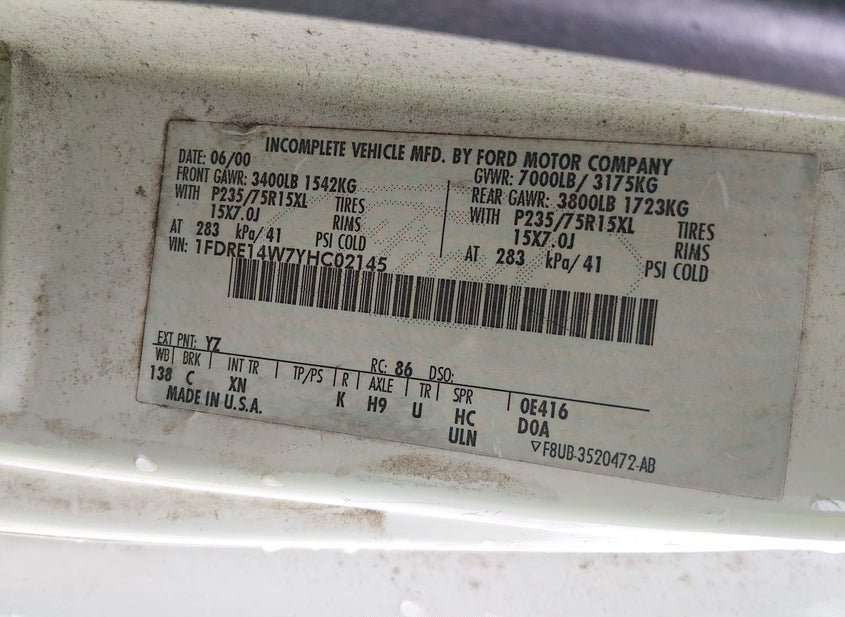 INCOMPLETE VEHICLE MFD. BY FORD MOTOR COMPANY
DATE: 06/00 GVWR: 7000LB/ 3175KG
FRONT GAWR: 3400LB 1542KG REAR GAWR: 3800LB 1723KG
WITH P235/75R15XL TIRES WITH P235/75R15XL TIRES
15X7.0J RIMS 15X7.0J RIMS
AT 283 kPa/41 PSI COLD AT 283 kPa/41 PSI COLD
VIN: 1FDRE14W7YHC02145
EXT PNT: YZ RC: 86 DSO:
WB BRK INT TR TP/PS R AXLE TR SPR 0E416
138 C XN K H9 U HC D0A
MADE IN U.S.A. ULN ▽F8UB-3520472-AB